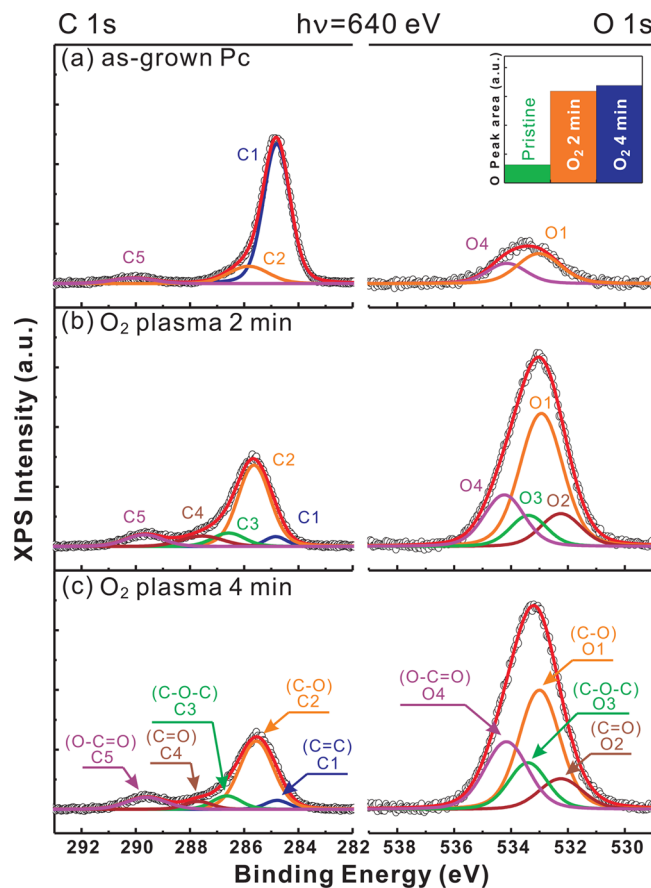 C 1s hν=640 eV O 1s
(a) as-grown Pc
C1
C2
C5
O4
O1
O Peak area (a.u.)
Pristine
O₂ 2 min
O₂ 4 min
(b) O₂ plasma 2 min
C5
C4
C3
C2
C1
O4
O1
O3
O2
(c) O₂ plasma 4 min
(O-C=O)
C5
(C=O)
C4
(C-O-C)
C3
(C-O)
C2
(C=C)
C1
(O-C=O)
O4
(C-O)
O1
(C-O-C)
O3
(C=O)
O2
XPS Intensity (a.u.)
292 290 288 286 284 282 538 536 534 532 530
Binding Energy (eV)